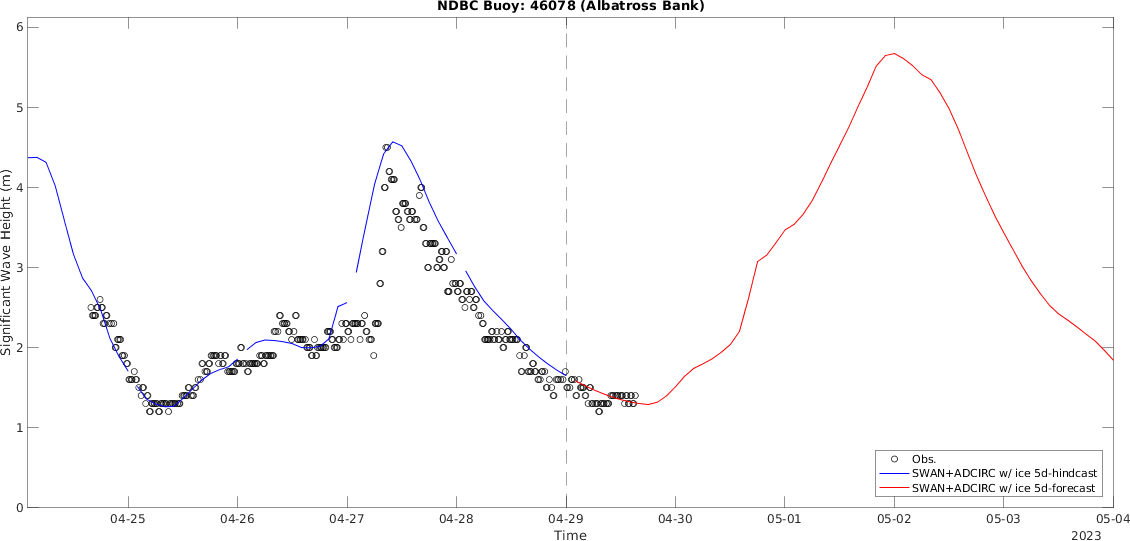 NDBC Buoy: 46078 (Albatross Bank)
Significant Wave Height (m)
6
5
4
3
2
1
0
Obs.
SWAN+ADCIRC w/ ice 5d-hindcast
SWAN+ADCIRC w/ ice 5d-forecast
04-25 04-26 04-27 04-28 04-29 04-30 05-01 05-02 05-03 05-04
Time
2023